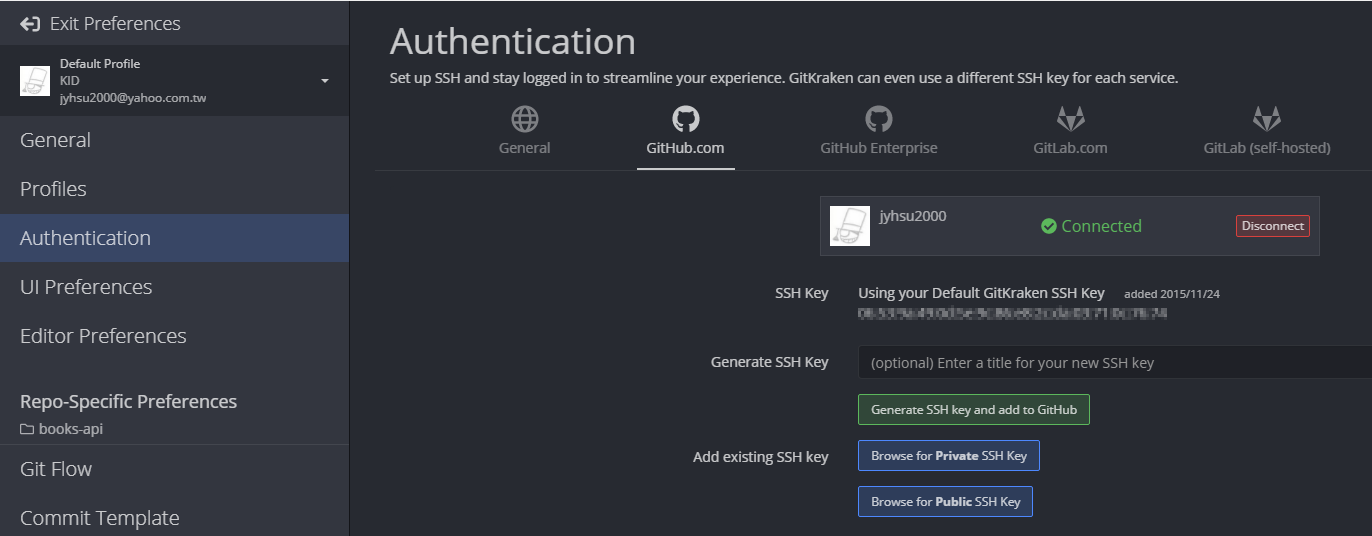 Exit Preferences
Default Profile
KID
jyhsu2000@yahoo.com.tw
General
Profiles
Authentication
UI Preferences
Editor Preferences
Repo-Specific Preferences
books-api
Git Flow
Commit Template
Authentication
Set up SSH and stay logged in to streamline your experience. GitKraken can even use a different SSH key for each service.
General
GitHub.com
GitHub Enterprise
GitLab.com
GitLab (self-hosted)
jyhsu2000
Connected
Disconnect
SSH Key
Using your Default GitKraken SSH Key added 2015/11/24
Generate SSH Key
(optional) Enter a title for your new SSH key
Generate SSH key and add to GitHub
Add existing SSH key
Browse for Private SSH Key
Browse for Public SSH Key